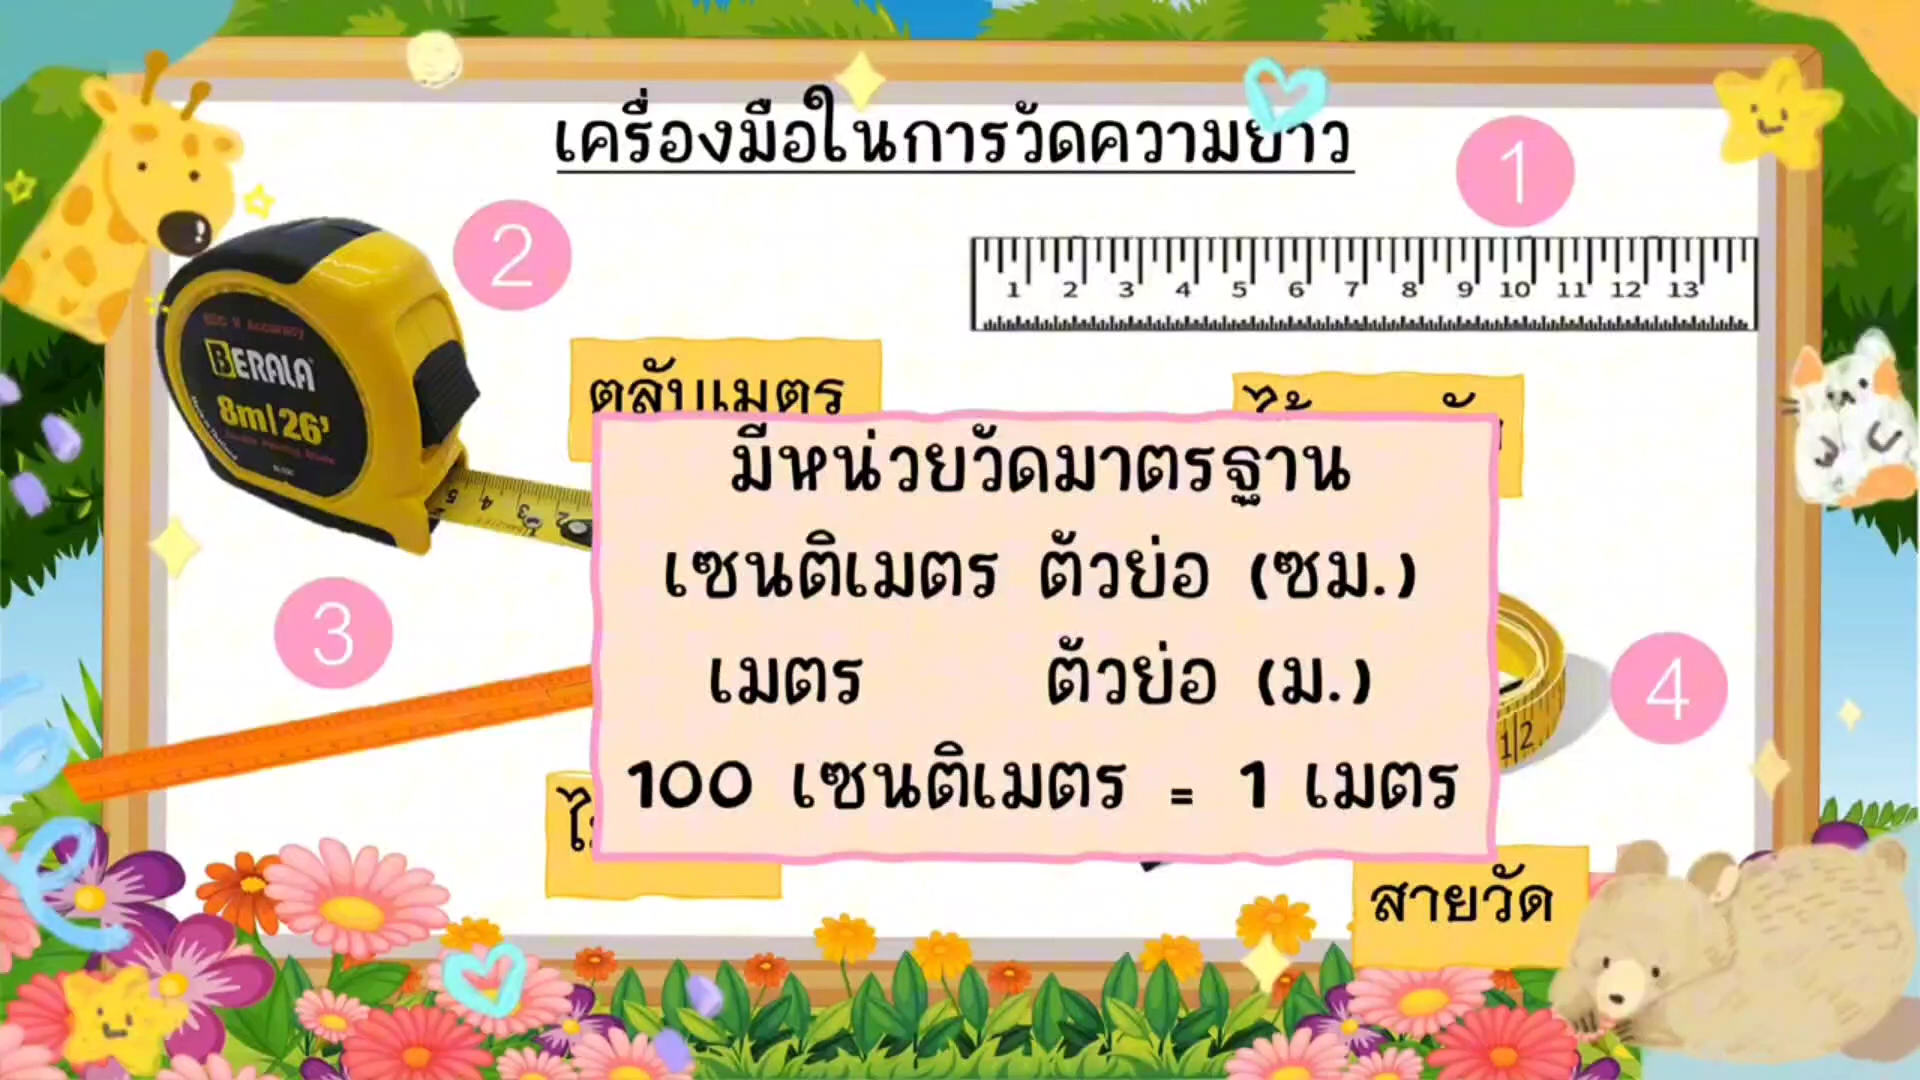 เครื่องมือในการวัดความยาว
1
2
1 2 3 4 5 6 7 8 9 10 11 12 13
BERALA
8m|26'
5 4 3 2
ตลับเมตร
มีหน่วยวัดมาตรฐาน
เซนติเมตร ตัวย่อ (ซม.)
3
เมตร ตัวย่อ (ม.)
4
12
100 เซนติเมตร = 1 เมตร
สายวัด